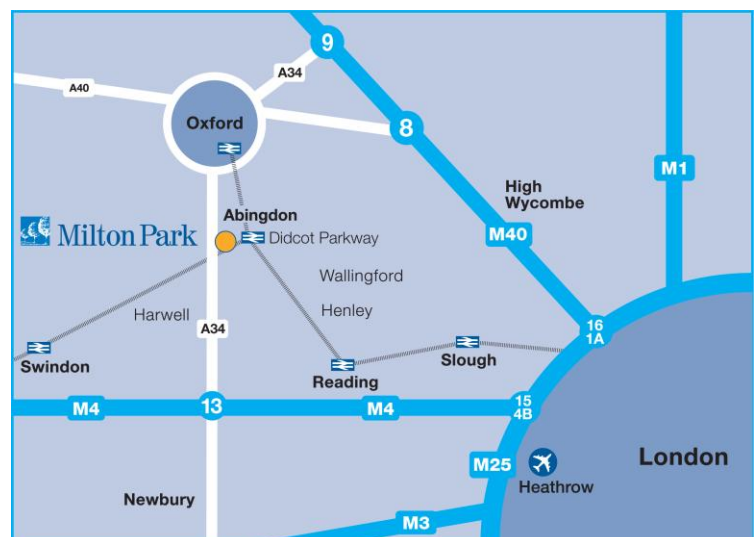 9
A34
A40
8
Oxford
M1
High
Wycombe
Abingdon
Milton Park
Didcot Parkway
M40
Wallingford
Harwell
Henley
A34
16
1A
Swindon
Reading
Slough
M4
13
M4
15
4B
M25
London
Heathrow
Newbury
M3